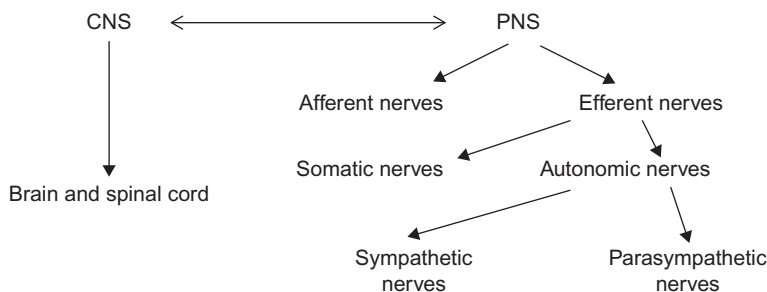 CNS
PNS
Afferent nerves
Efferent nerves
Somatic nerves
Autonomic nerves
Brain and spinal cord
Sympathetic
nerves
Parasympathetic
nerves